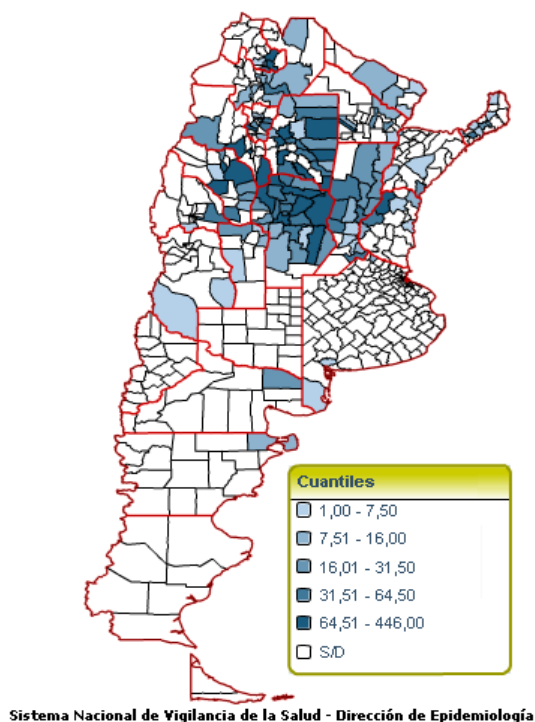 Cuantiles
1,00 - 7,50
7,51 - 16,00
16,01 - 31,50
31,51 - 64,50
64,51 - 446,00
S/D
Sistema Nacional de Vigilancia de la Salud - Dirección de Epidemiología